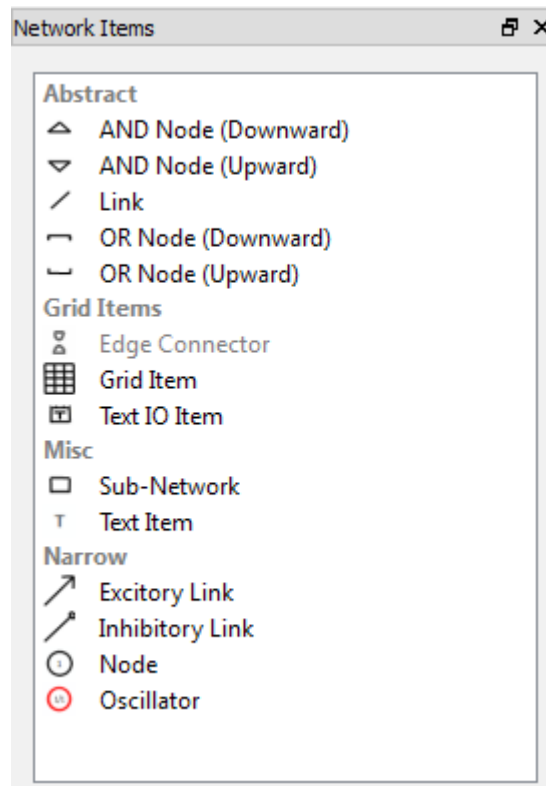 Network Items
Abstract
AND Node (Downward)
AND Node (Upward)
Link
OR Node (Downward)
OR Node (Upward)
Grid Items
Edge Connector
Grid Item
T Text IO Item
Misc
Sub-Network
T Text Item
Narrow
Excitory Link
Inhibitory Link
Node
Oscillator